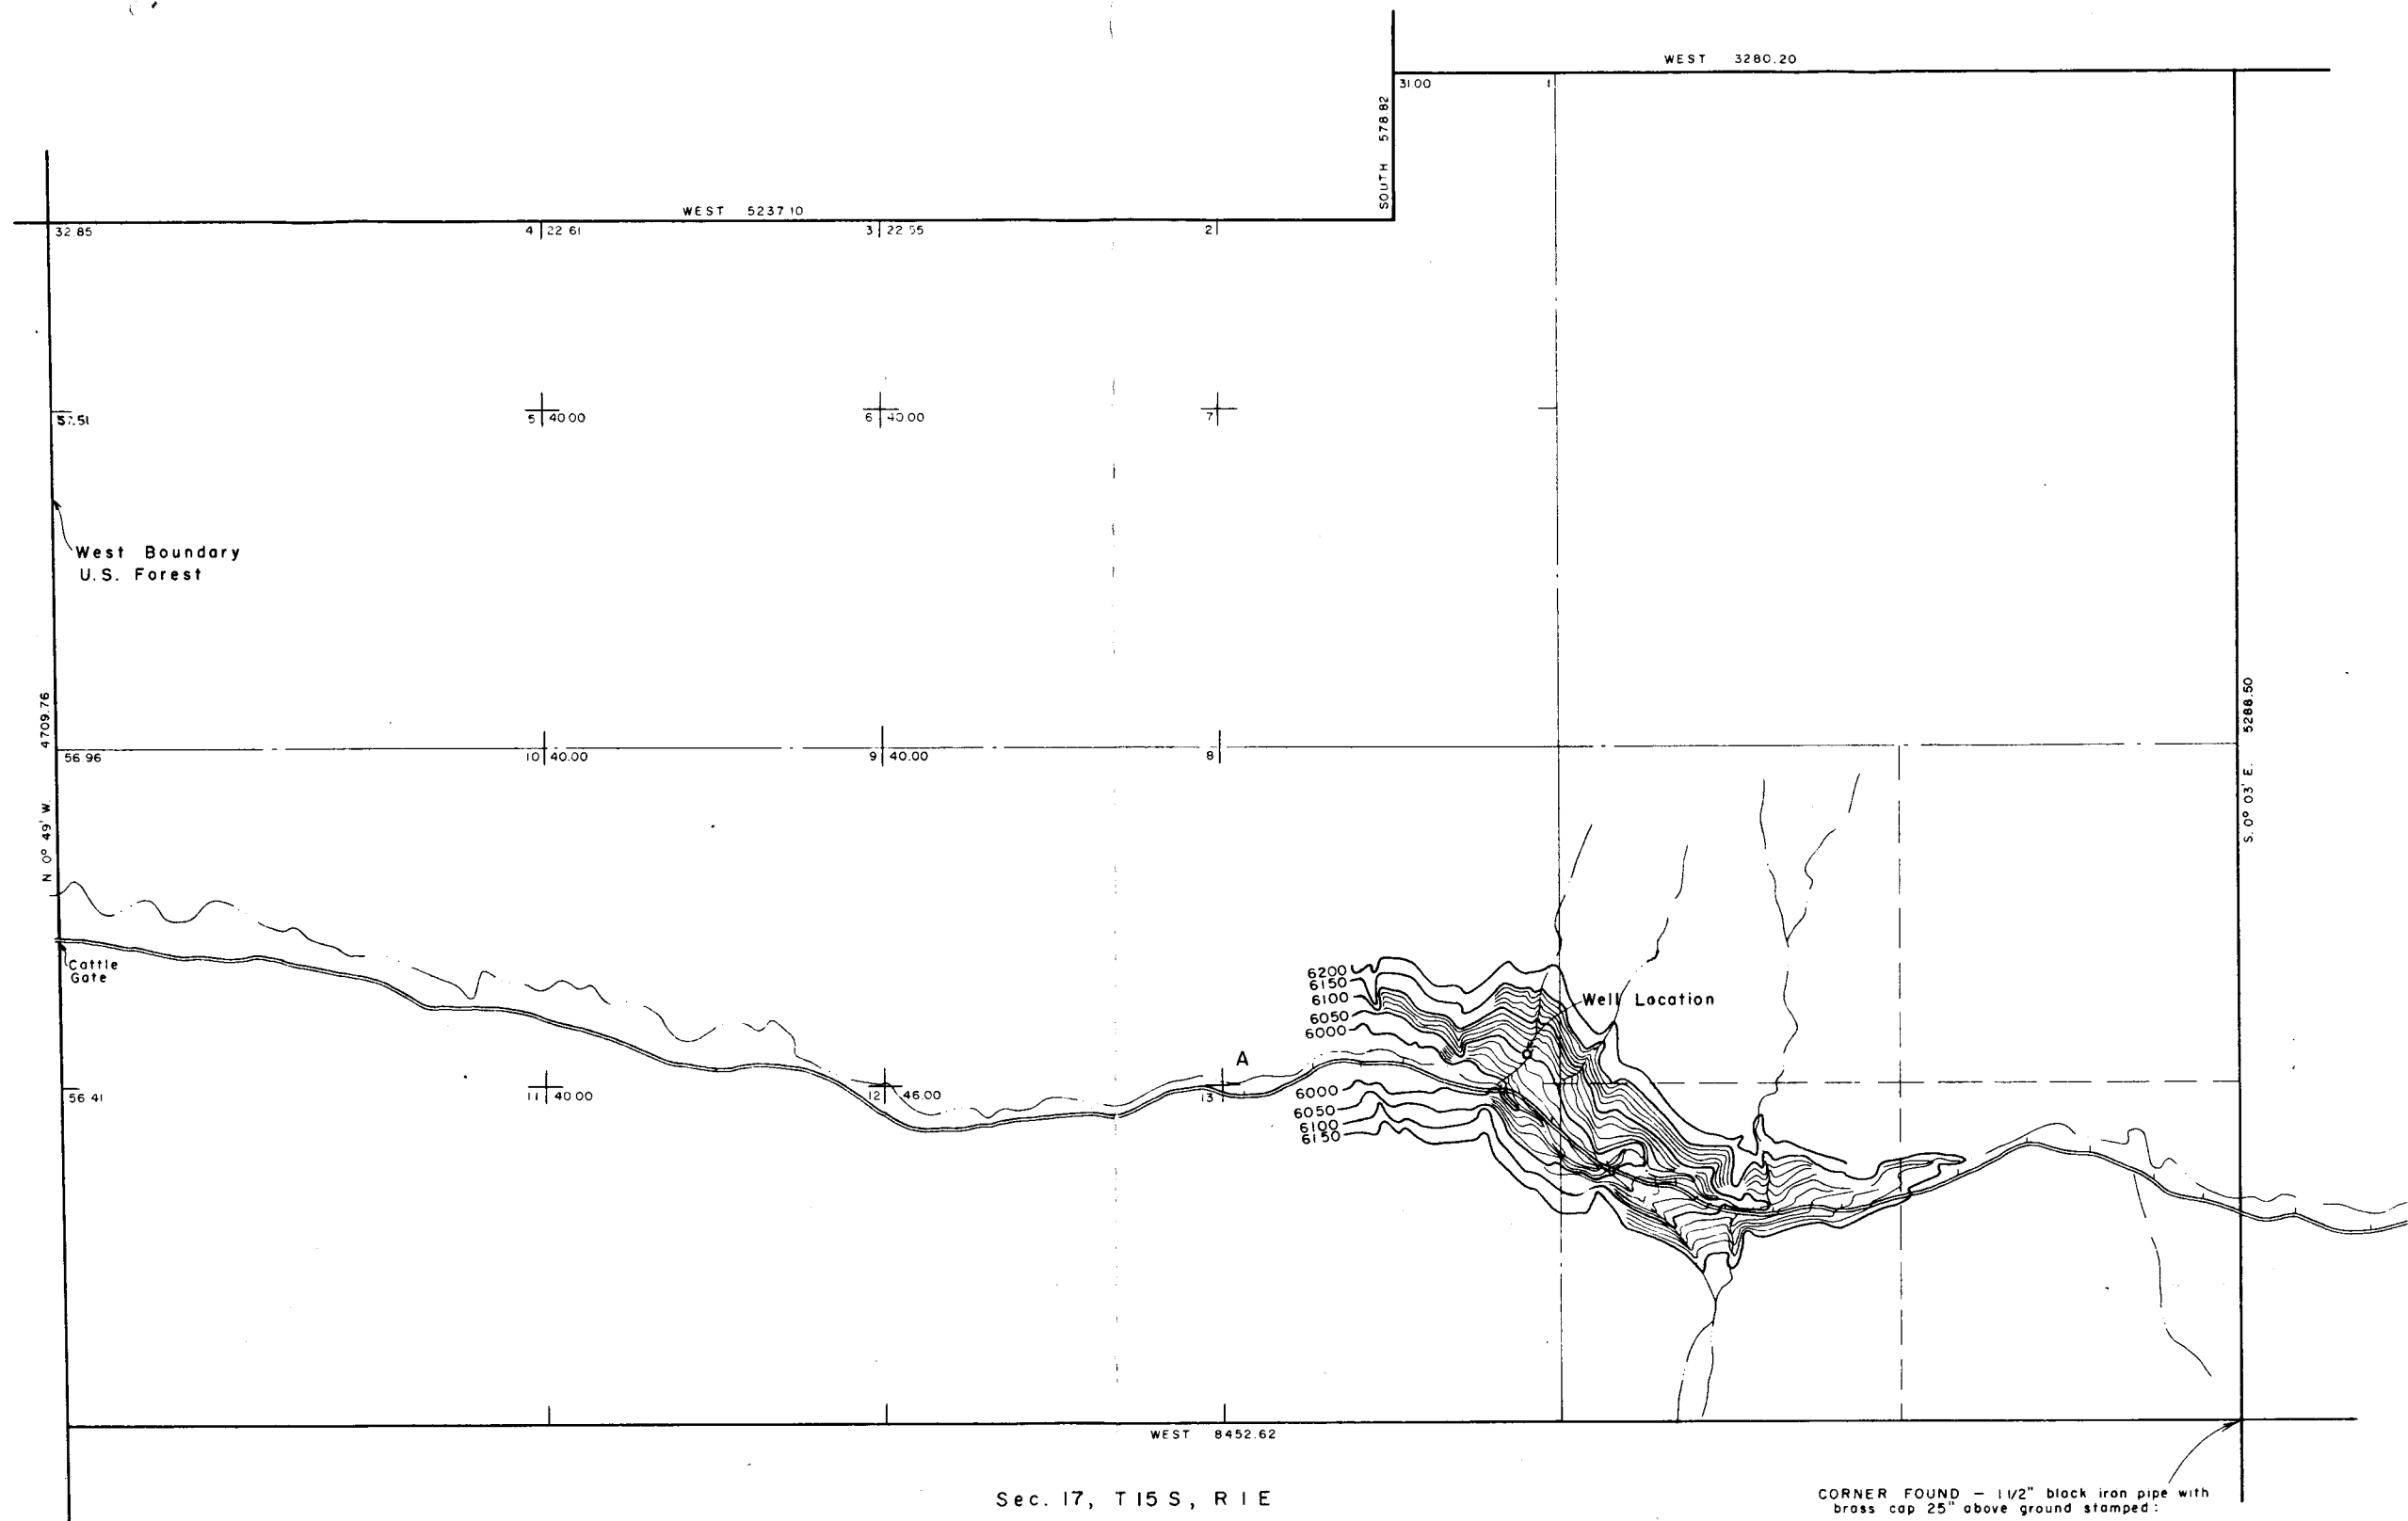 WEST 3280.20
31.00 1
SOUTH 578.82
WEST 5237.10
32.85 4 22.61 3 22.55 2
57.51 5 40.00 6 40.00 7
West Boundary
U.S. Forest
N. 0° 49' W. 4709.76
S. 0° 03' E. 5288.50
56.96 10 40.00 9 40.00 8
Cattle
Gate
6200
6150
6100
6050
6000
Well Location
A
56.41 11 40.00 12 46.00 13
6000
6050
6100
6150
WEST 8452.62
Sec. 17, T15S, R1E
CORNER FOUND – 1 1/2" black iron pipe with
brass cap 25" above ground stamped: